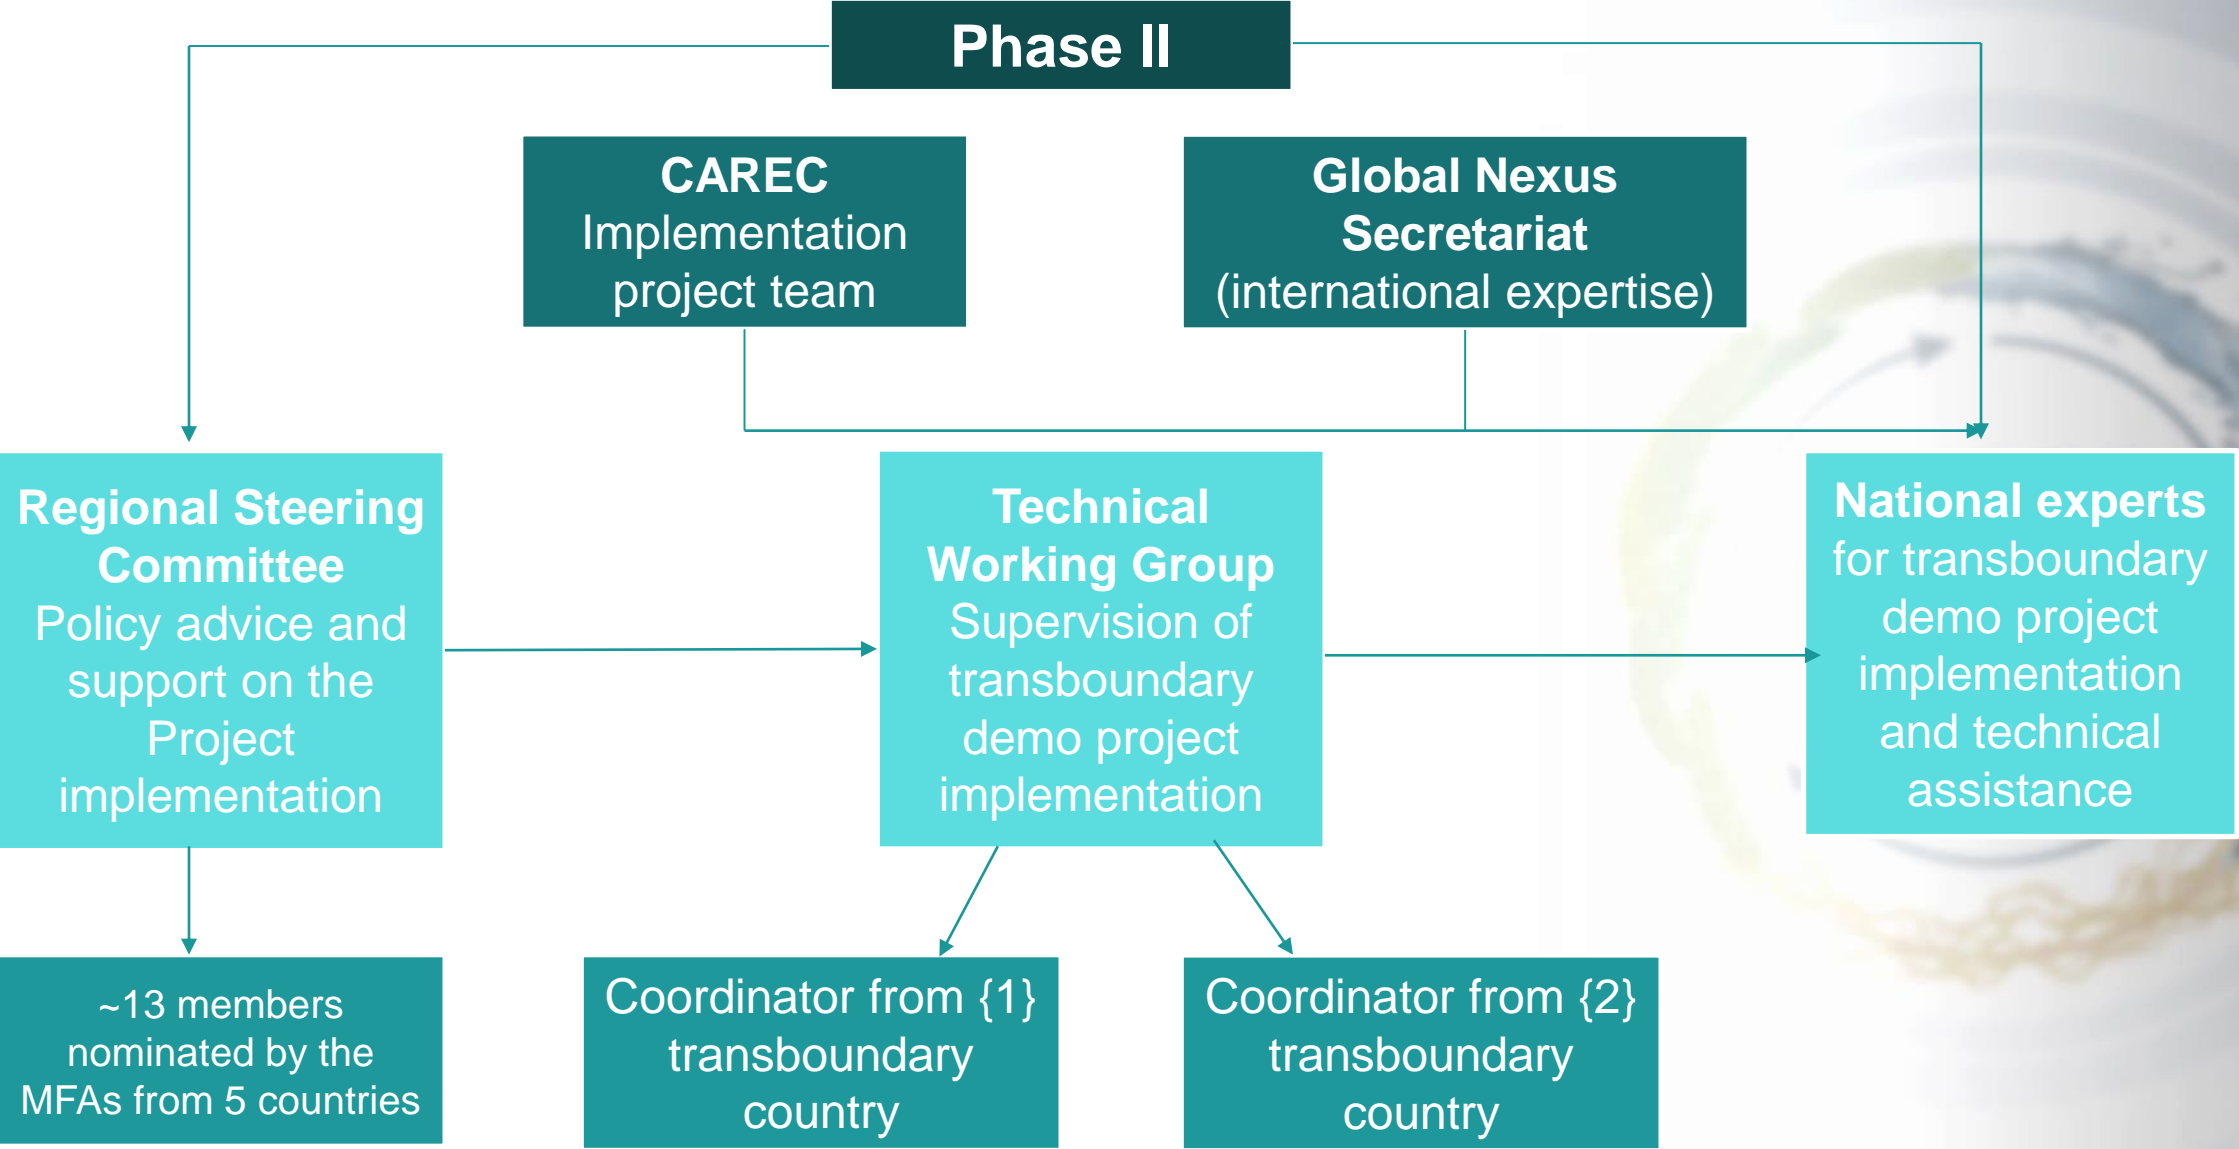 Phase II
CAREC
Implementation
project team
Global Nexus
Secretariat
(international expertise)
Regional Steering
Committee
Policy advice and
support on the
Project
implementation
Technical
Working Group
Supervision of
transboundary
demo project
implementation
National experts
for transboundary
demo project
implementation
and technical
assistance
~13 members
nominated by the
MFAs from 5 countries
Coordinator from {1}
transboundary
country
Coordinator from {2}
transboundary
country